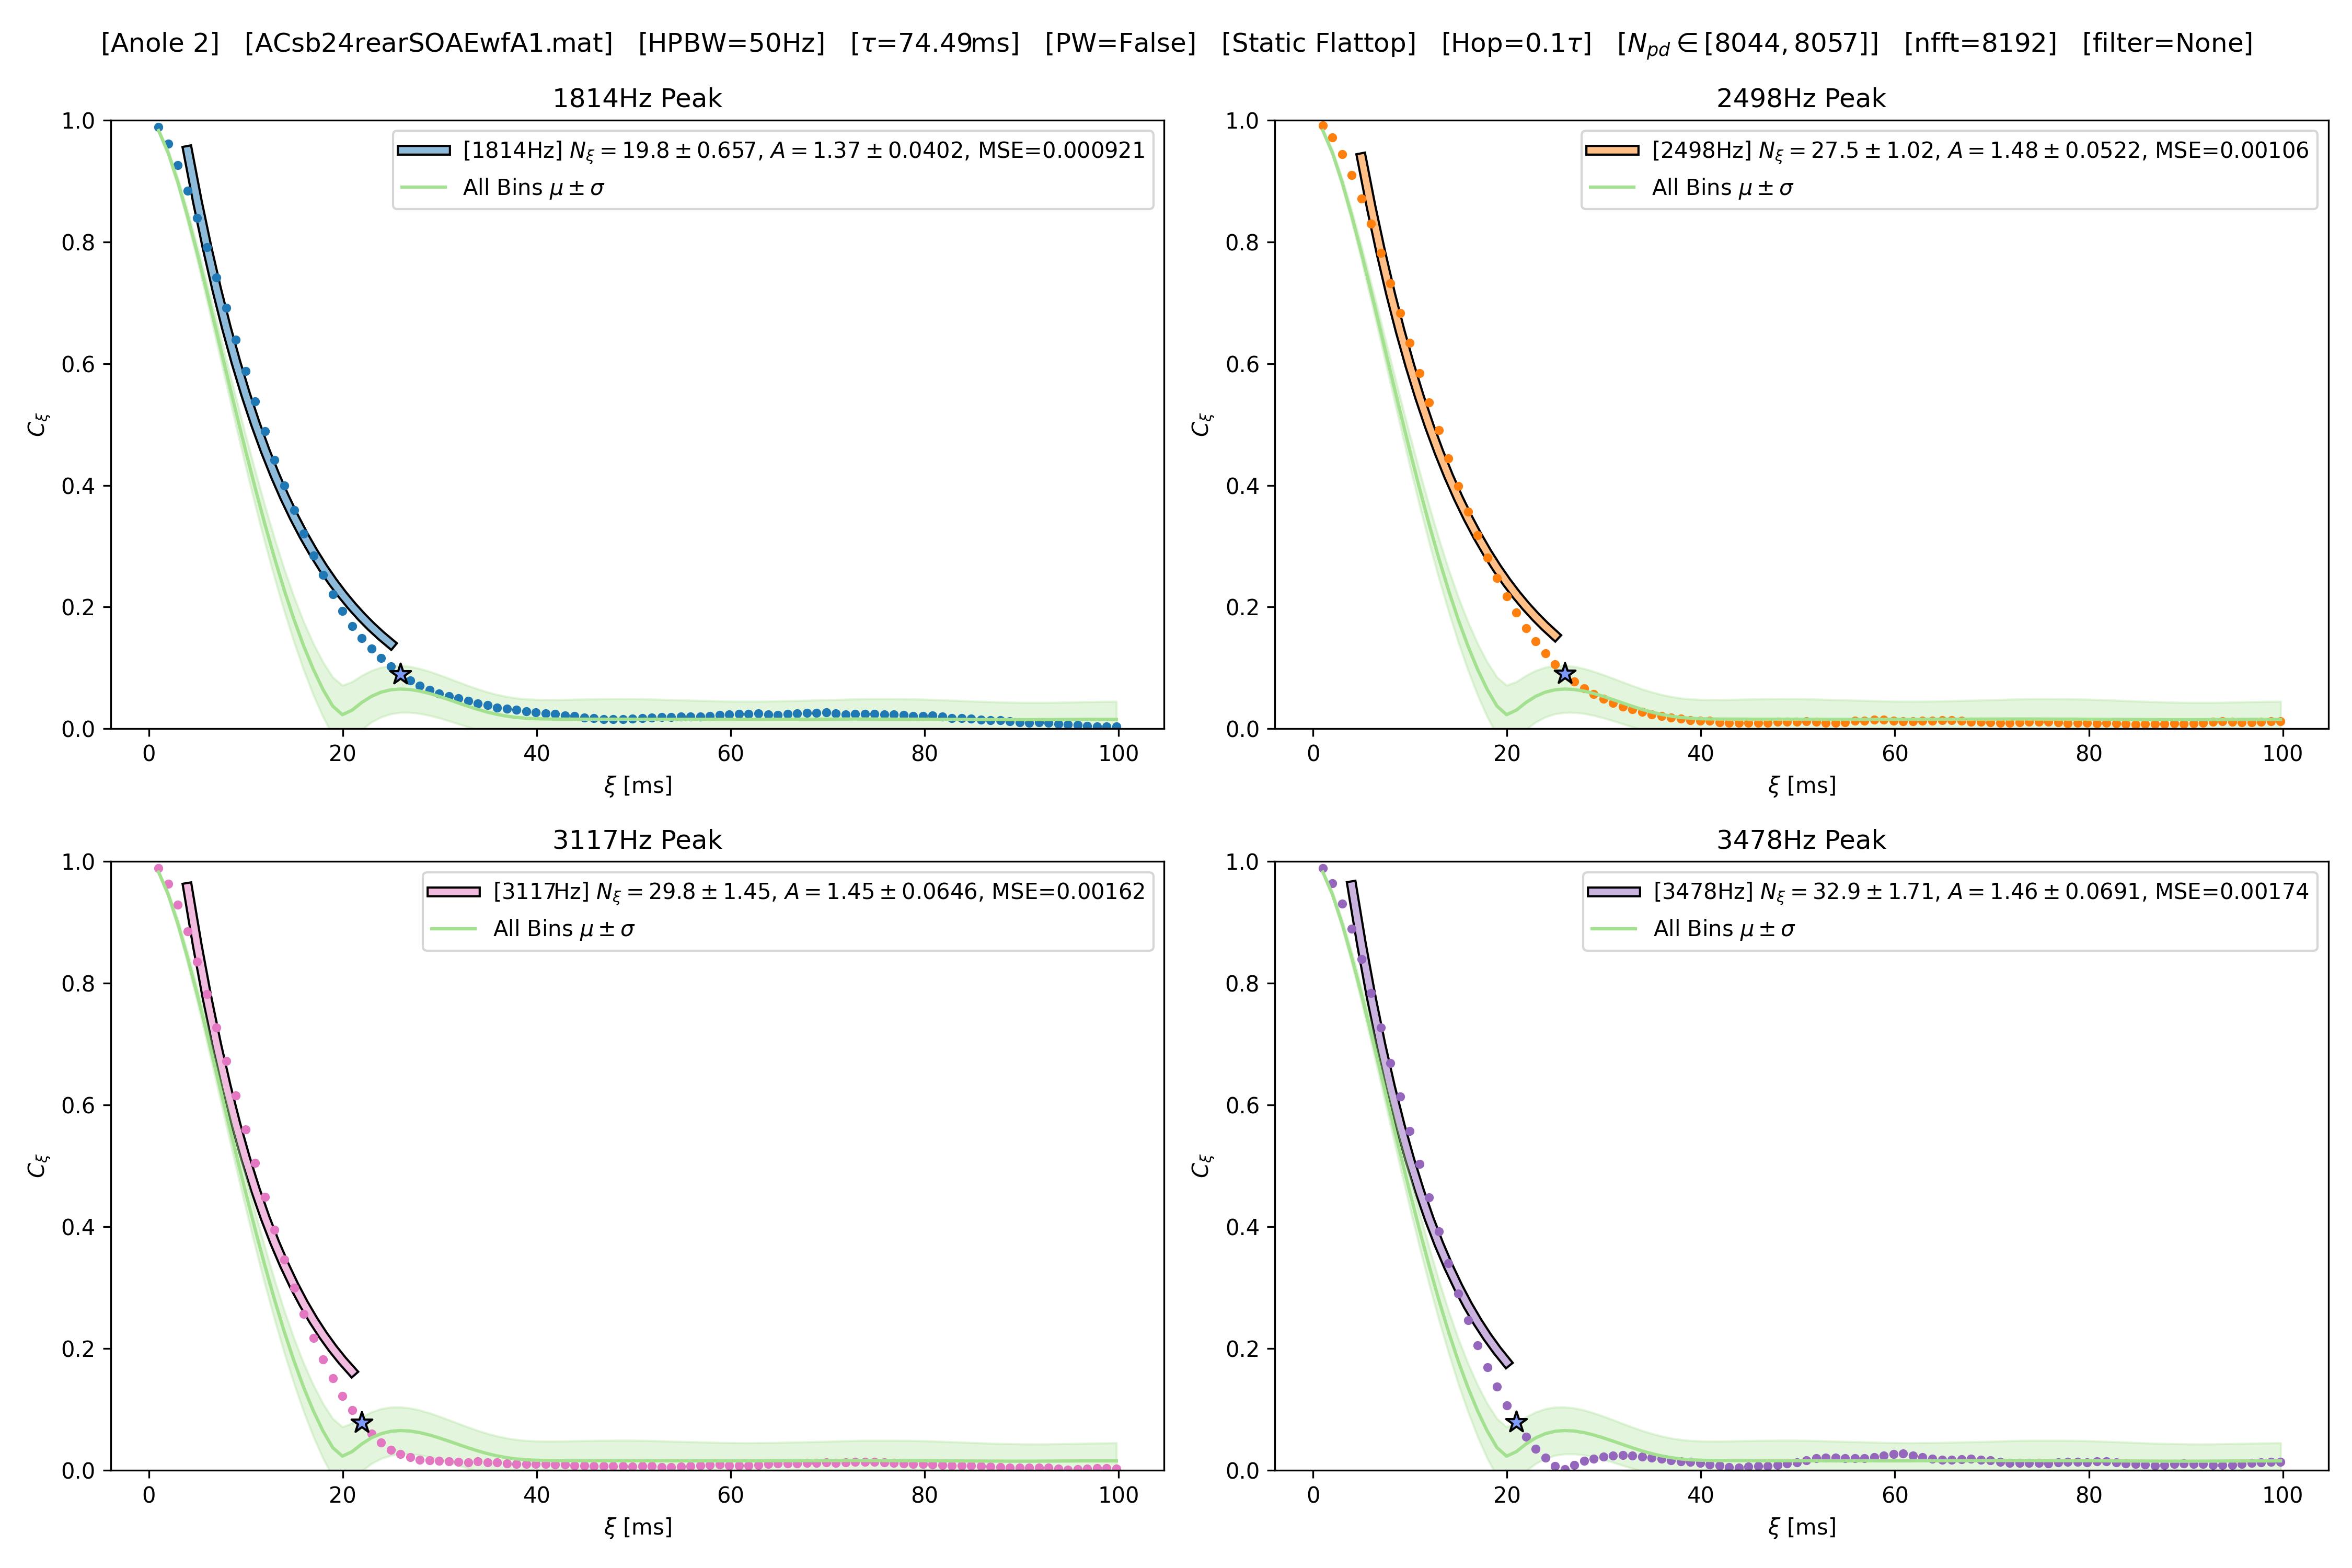 [Anole 2] [ACsb24rearSOAEwfA1.mat] [HPBW=50Hz] [τ=74.49ms] [PW=False] [Static Flattop] [Hop=0.1τ] [N_pd ∈ [8044, 8057]] [nfft=8192] [filter=None]
1814Hz Peak
[1814Hz] N_ξ = 19.8 ± 0.657, A = 1.37 ± 0.0402, MSE=0.000921
All Bins μ ± σ
1.0
0.8
0.6
0.4
0.2
0.0
C_ξ
0 20 40 60 80 100
ξ [ms]
2498Hz Peak
[2498Hz] N_ξ = 27.5 ± 1.02, A = 1.48 ± 0.0522, MSE=0.00106
All Bins μ ± σ
1.0
0.8
0.6
0.4
0.2
0.0
C_ξ
0 20 40 60 80 100
ξ [ms]
3117Hz Peak
[3117Hz] N_ξ = 29.8 ± 1.45, A = 1.45 ± 0.0646, MSE=0.00162
All Bins μ ± σ
1.0
0.8
0.6
0.4
0.2
0.0
C_ξ
0 20 40 60 80 100
ξ [ms]
3478Hz Peak
[3478Hz] N_ξ = 32.9 ± 1.71, A = 1.46 ± 0.0691, MSE=0.00174
All Bins μ ± σ
1.0
0.8
0.6
0.4
0.2
0.0
C_ξ
0 20 40 60 80 100
ξ [ms]